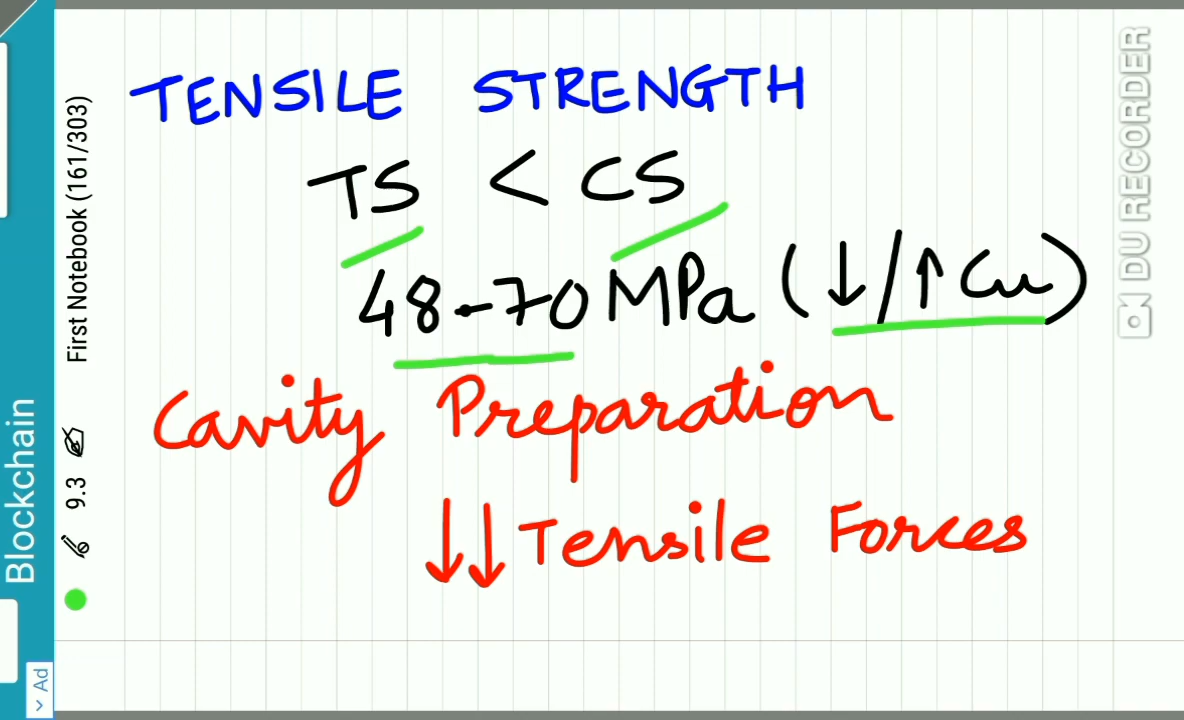 TENSILE STRENGTH
TS < CS
48-70 MPa (↓/↑ Cu)
Cavity Preparation
↓↓ Tensile Forces
First Notebook (161/303)
9.3
Blockchain
Ad
DU RECORDER